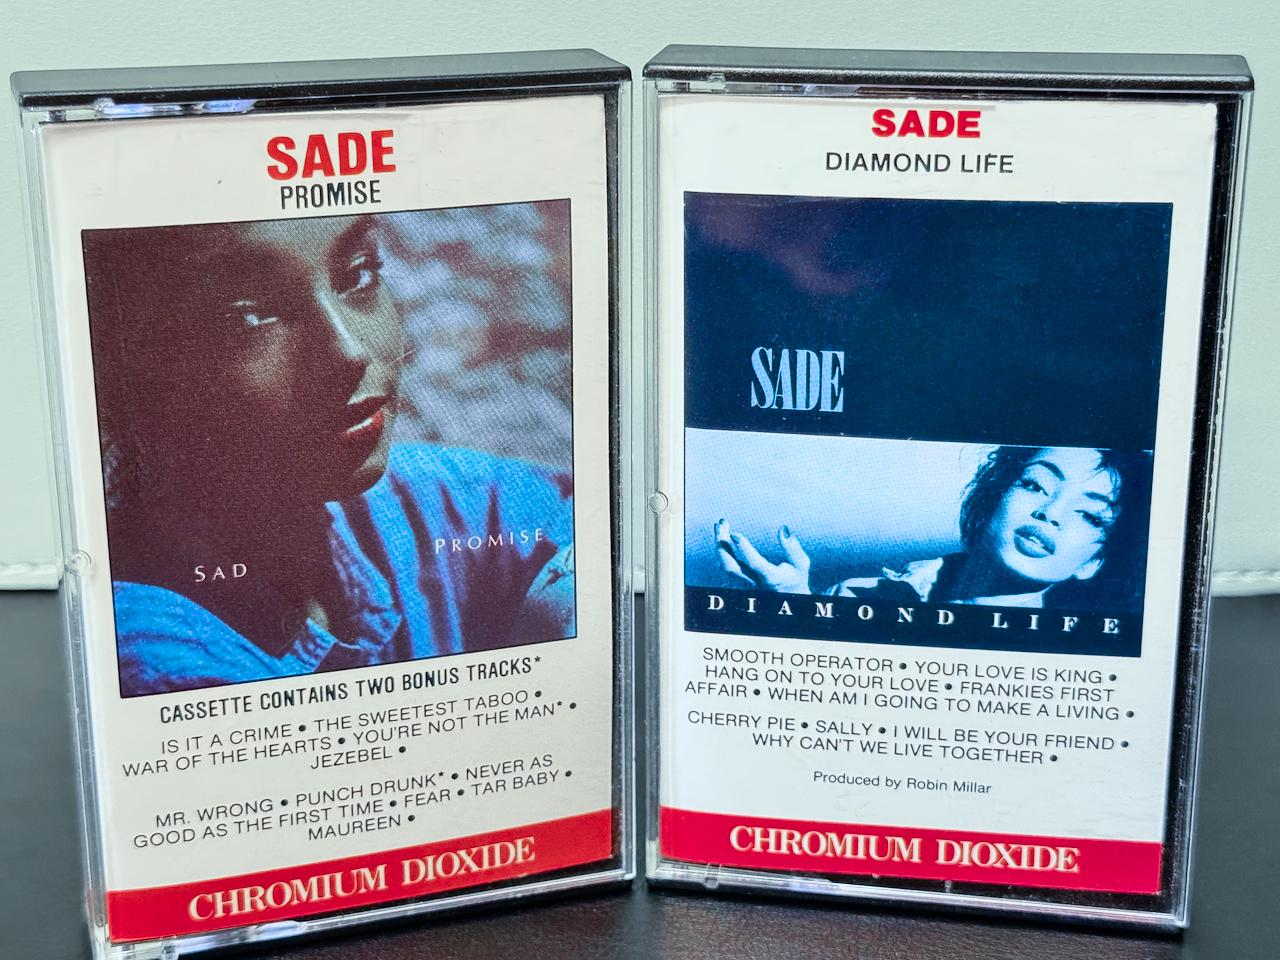 SADE
PROMISE
SAD
PROMISE
CASSETTE CONTAINS TWO BONUS TRACKS*
IS IT A CRIME • THE SWEETEST TABOO •
WAR OF THE HEARTS • YOU'RE NOT THE MAN* •
JEZEBEL •
MR. WRONG • PUNCH DRUNK* • NEVER AS
GOOD AS THE FIRST TIME • FEAR • TAR BABY •
MAUREEN •
CHROMIUM DIOXIDE
SADE
DIAMOND LIFE
SADE
DIAMOND LIFE
SMOOTH OPERATOR • YOUR LOVE IS KING •
HANG ON TO YOUR LOVE • FRANKIES FIRST
AFFAIR • WHEN AM I GOING TO MAKE A LIVING •
CHERRY PIE • SALLY • I WILL BE YOUR FRIEND •
WHY CAN'T WE LIVE TOGETHER •
Produced by Robin Millar
CHROMIUM DIOXIDE